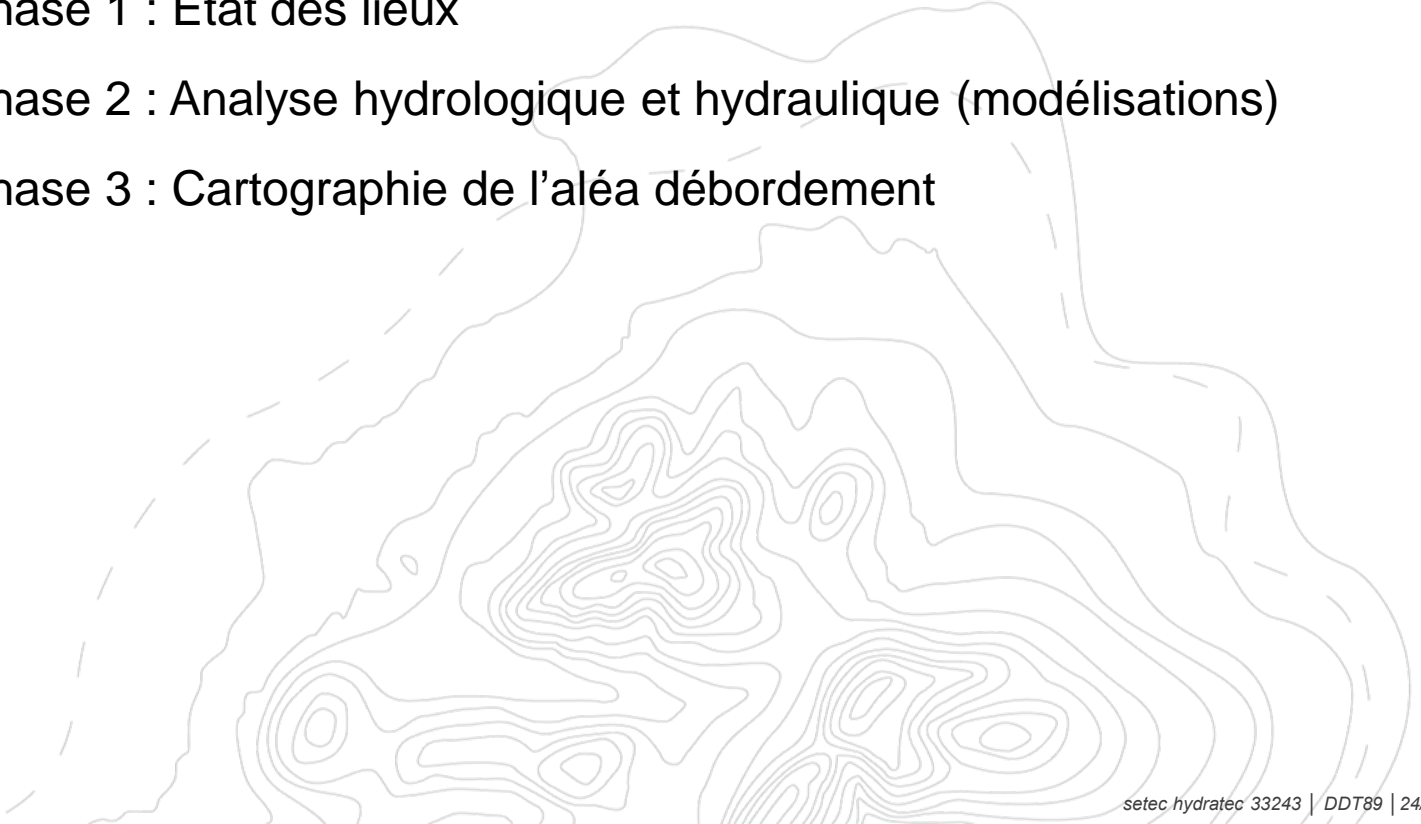 hase 1 : Etat des lieux
hase 2 : Analyse hydrologique et hydraulique (modélisations)
hase 3 : Cartographie de l’aléa débordement
setec hydratec 33243 | DDT89 | 24